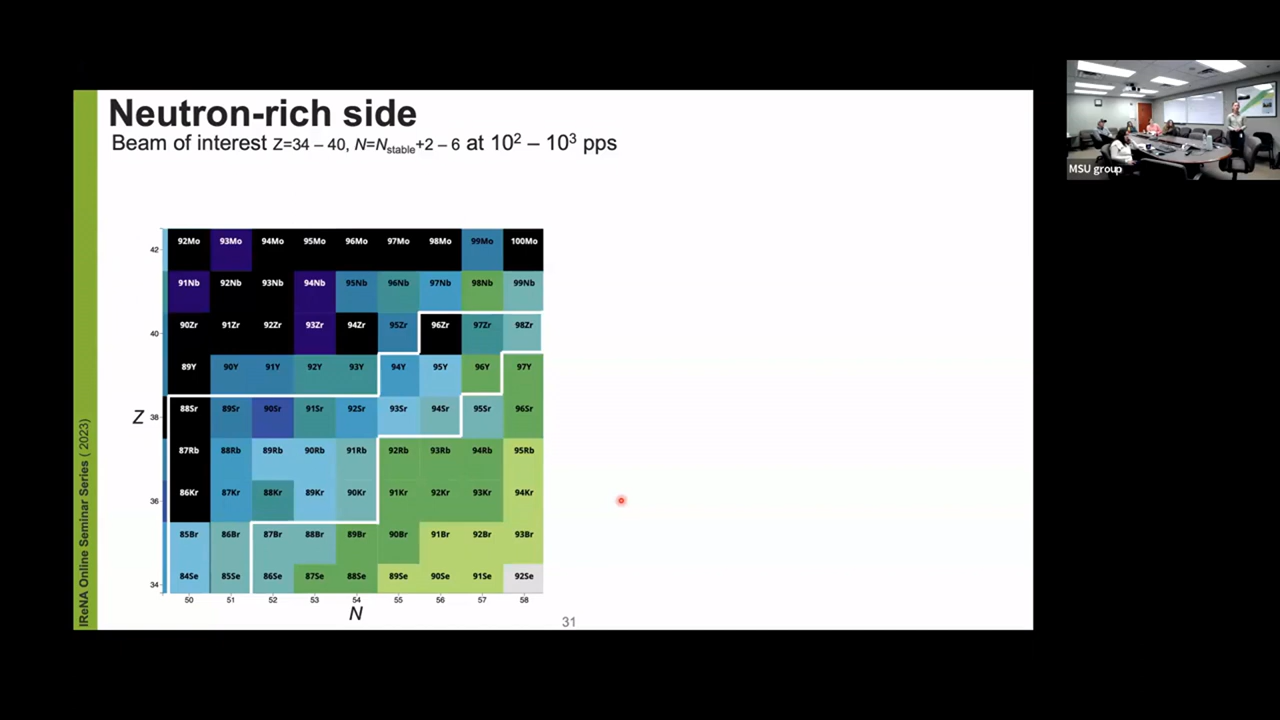 Neutron-rich side
Beam of interest Z=34 – 40, N=Nstable+2 – 6 at 10² – 10³ pps
MSU group
42 92Mo 93Mo 94Mo 95Mo 96Mo 97Mo 98Mo 99Mo 100Mo
91Nb 92Nb 93Nb 94Nb 95Nb 96Nb 97Nb 98Nb 99Nb
40 90Zr 91Zr 92Zr 93Zr 94Zr 95Zr 96Zr 97Zr 98Zr
89Y 90Y 91Y 92Y 93Y 94Y 95Y 96Y 97Y
Z 38 88Sr 89Sr 90Sr 91Sr 92Sr 93Sr 94Sr 95Sr 96Sr
87Rb 88Rb 89Rb 90Rb 91Rb 92Rb 93Rb 94Rb 95Rb
36 86Kr 87Kr 88Kr 89Kr 90Kr 91Kr 92Kr 93Kr 94Kr
85Br 86Br 87Br 88Br 89Br 90Br 91Br 92Br 93Br
34 84Se 85Se 86Se 87Se 88Se 89Se 90Se 91Se 92Se
50 51 52 53 54 55 56 57 58
N
31
IReNA Online Seminar Series ( 2023)